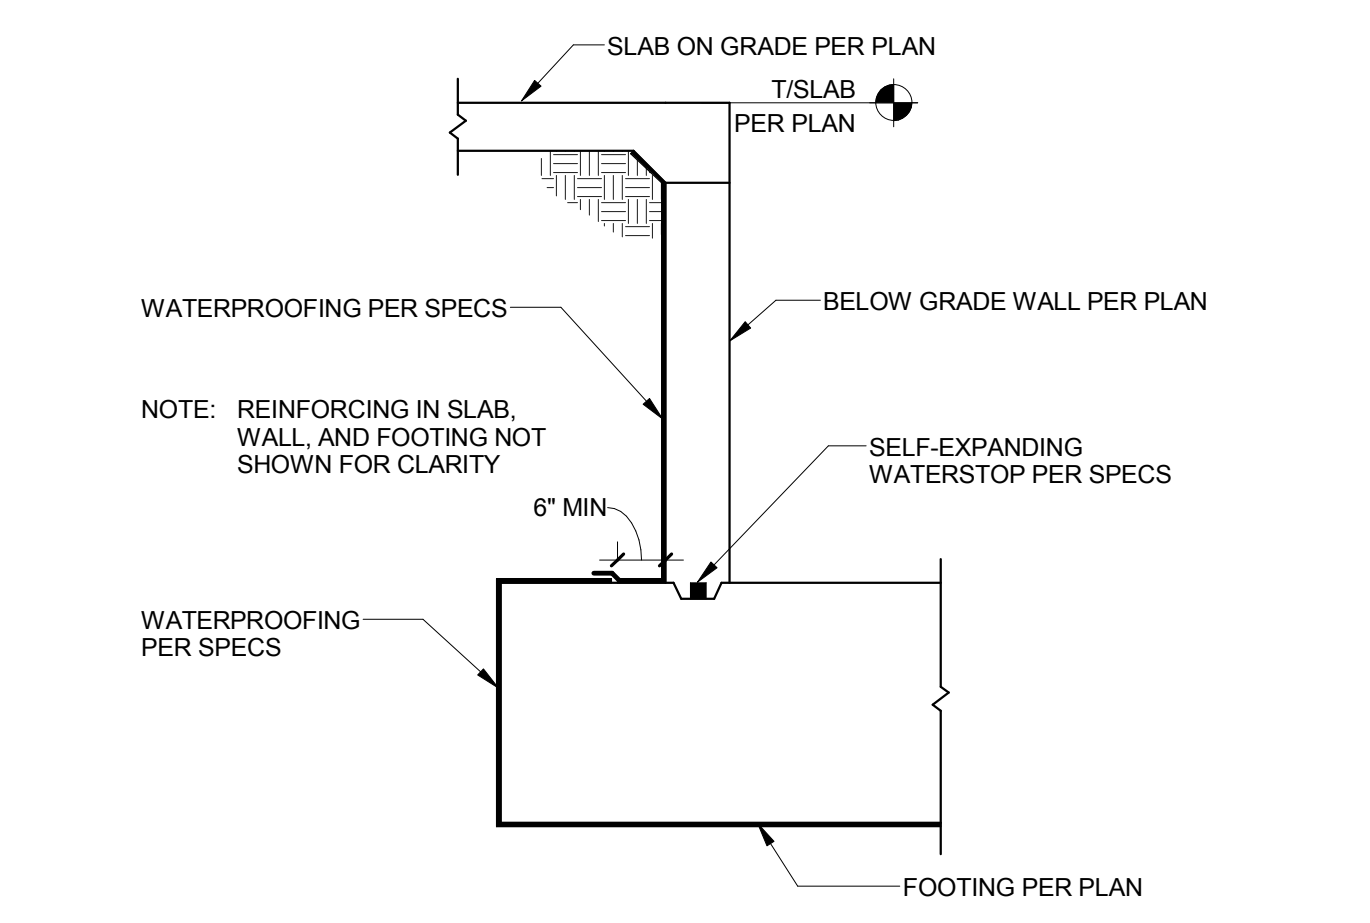 SLAB ON GRADE PER PLAN
T/SLAB
PER PLAN
WATERPROOFING PER SPECS
BELOW GRADE WALL PER PLAN
NOTE: REINFORCING IN SLAB,
WALL, AND FOOTING NOT
SHOWN FOR CLARITY
SELF-EXPANDING
WATERSTOP PER SPECS
6" MIN
WATERPROOFING
PER SPECS
FOOTING PER PLAN